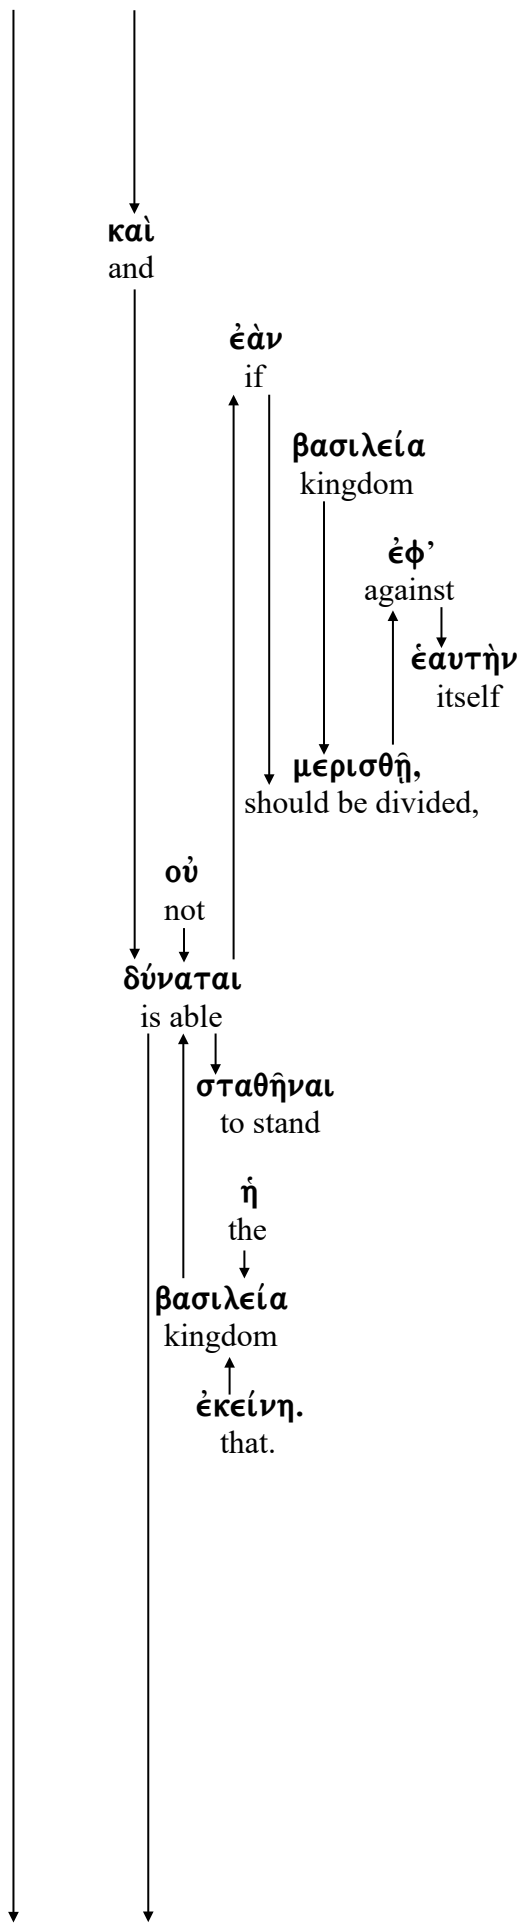 καὶ
and
ἐὰν
if
βασιλεία
kingdom
ἐφ’
against
ἑαυτὴν
itself
μερισθῇ,
should be divided,
οὐ
not
δύναται
is able
σταθῆναι
to stand
ἡ
the
βασιλεία
kingdom
ἐκείνη.
that.